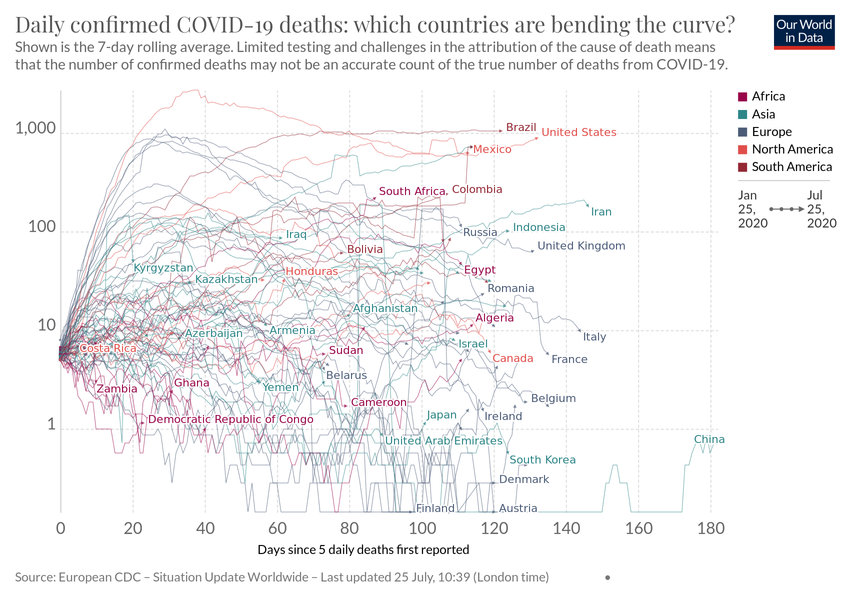 Daily confirmed COVID-19 deaths: which countries are bending the curve?
Shown is the 7-day rolling average. Limited testing and challenges in the attribution of the cause of death means
that the number of confirmed deaths may not be an accurate count of the true number of deaths from COVID-19.
Our World
in Data
Africa
Asia
Europe
North America
South America
Jan
25,
2020
Jul
25,
2020
1,000
100
10
1
Brazil
United States
Mexico
South Africa
Colombia
Iran
Iraq
Indonesia
Russia
United Kingdom
Bolivia
Kyrgyzstan
Honduras
Egypt
Kazakhstan
Romania
Afghanistan
Algeria
Azerbaijan
Armenia
Italy
Israel
Costa Rica
Sudan
Canada
France
Belarus
Ghana
Zambia
Yemen
Belgium
Cameroon
Democratic Republic of Congo
Japan
Ireland
United Arab Emirates
China
South Korea
Denmark
Finland
Austria
0
20
40
60
80
100
120
140
160
180
Days since 5 daily deaths first reported
Source: European CDC – Situation Update Worldwide – Last updated 25 July, 10:39 (London time)